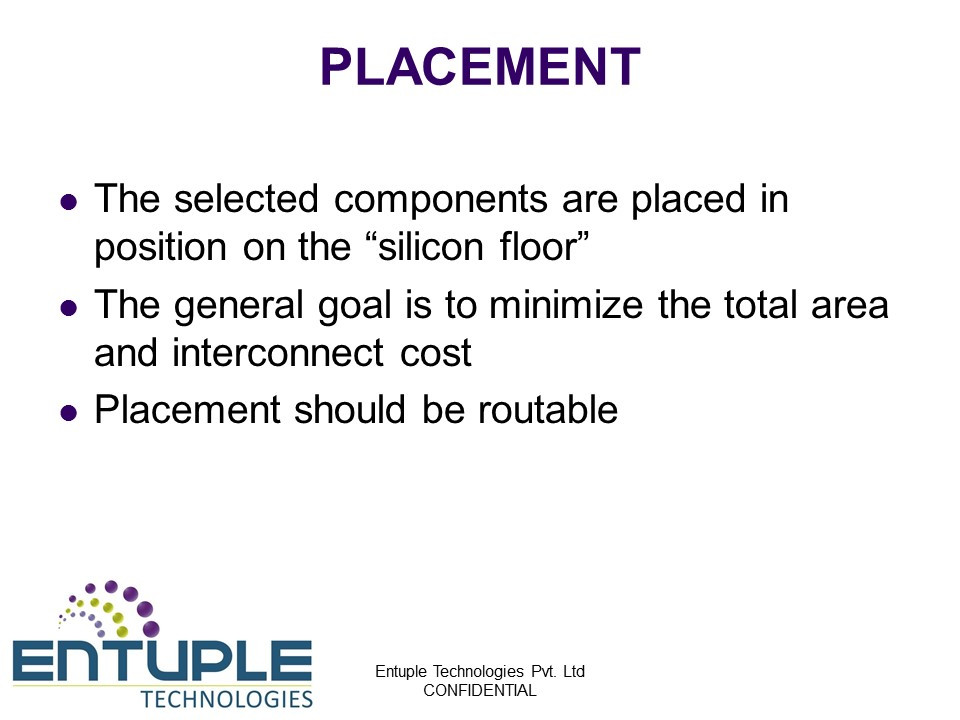 PLACEMENT
● The selected components are placed in
position on the “silicon floor”
● The general goal is to minimize the total area
and interconnect cost
● Placement should be routable
ENTUPLE
TECHNOLOGIES
Entuple Technologies Pvt. Ltd
CONFIDENTIAL